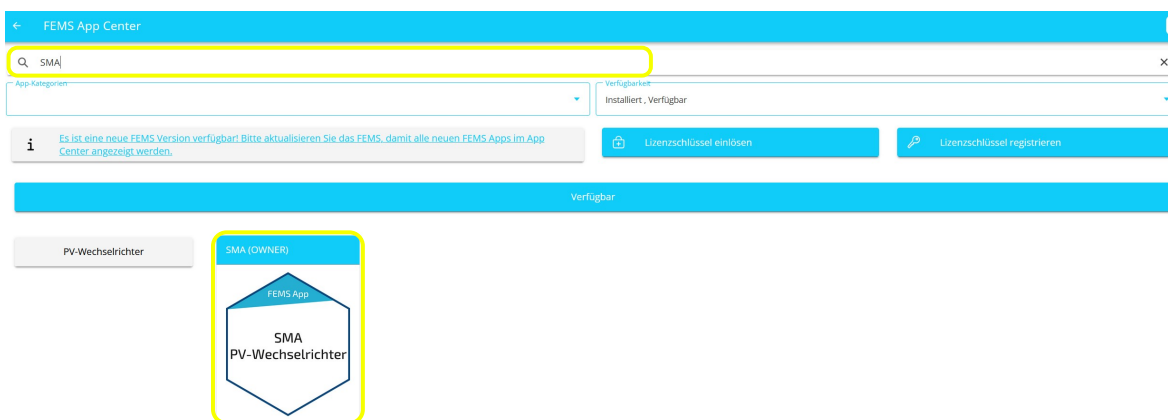 FEMS App Center
SMA
App-Kategorien
Verfügbarkeit
Installiert , Verfügbar
Es ist eine neue FEMS Version verfügbar! Bitte aktualisieren Sie das FEMS, damit alle neuen FEMS Apps im App
Center angezeigt werden.
Lizenzschlüssel einlösen
Lizenzschlüssel registrieren
Verfügbar
PV-Wechselrichter
SMA (OWNER)
FEMS App
SMA
PV-Wechselrichter